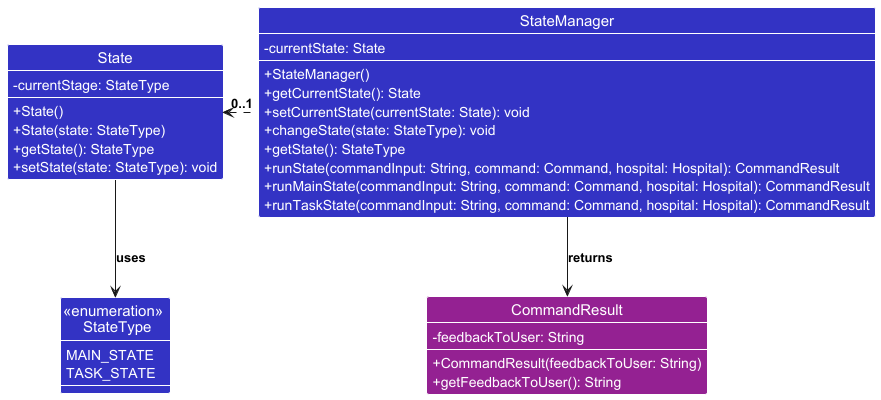 StateManager
-currentState: State
+StateManager()
+getCurrentState(): State
+setCurrentState(currentState: State): void
+changeState(state: StateType): void
+getState(): StateType
+runState(commandInput: String, command: Command, hospital: Hospital): CommandResult
+runMainState(commandInput: String, command: Command, hospital: Hospital): CommandResult
+runTaskState(commandInput: String, command: Command, hospital: Hospital): CommandResult
State
-currentStage: StateType
+State()
+State(state: StateType)
+getState(): StateType
+setState(state: StateType): void
0..1
uses
returns
«enumeration»
StateType
MAIN_STATE
TASK_STATE
CommandResult
-feedbackToUser: String
+CommandResult(feedbackToUser: String)
+getFeedbackToUser(): String